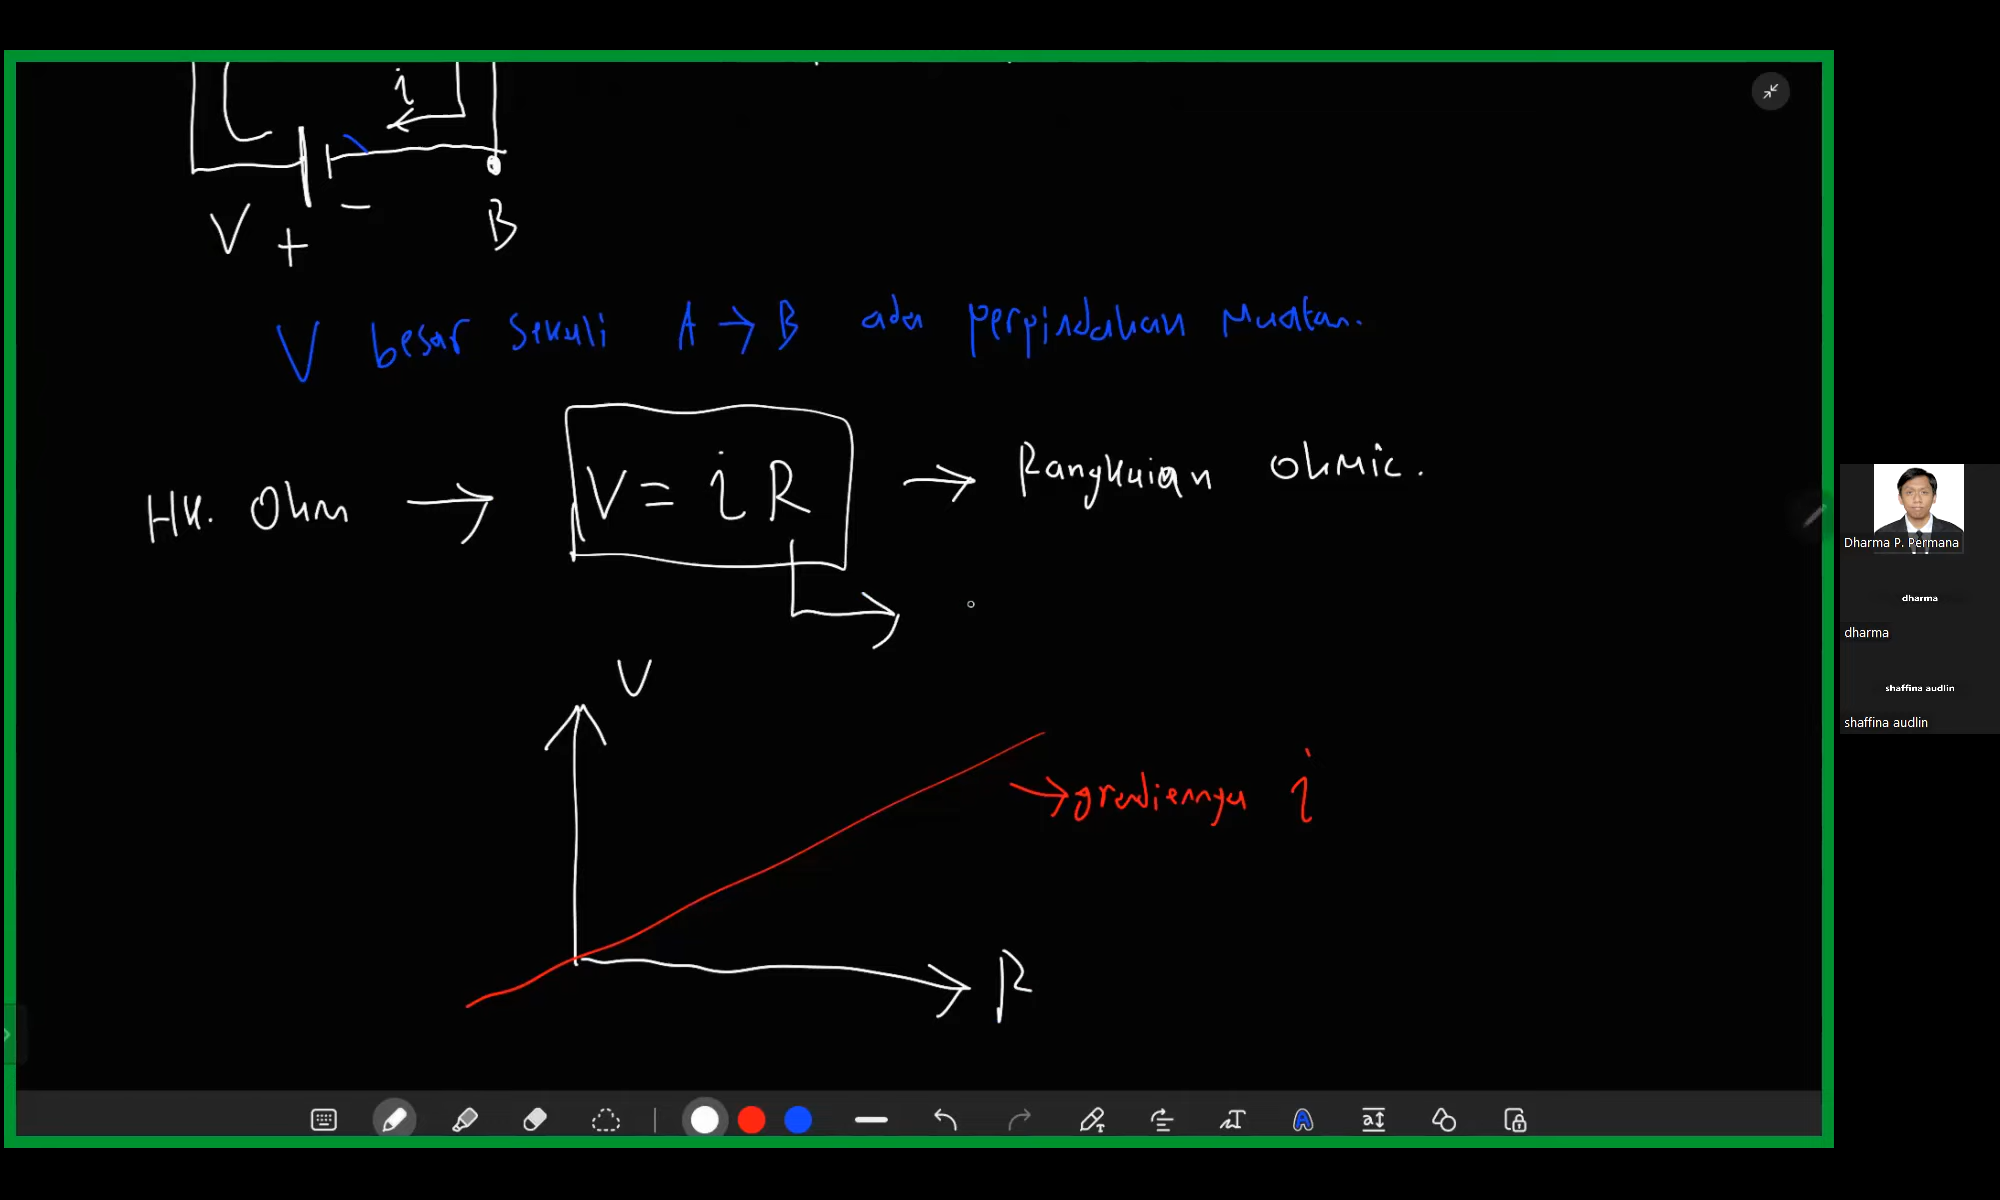 i
V + -
B
V besar sekali A → B ada perpindahan muatan.
Hk. Ohm → V = i R → Rangkaian Ohmic.
V
→ gradiennya i
R
Dharma P. Permana
dharma
dharma
shaffina audlin
shaffina audlin